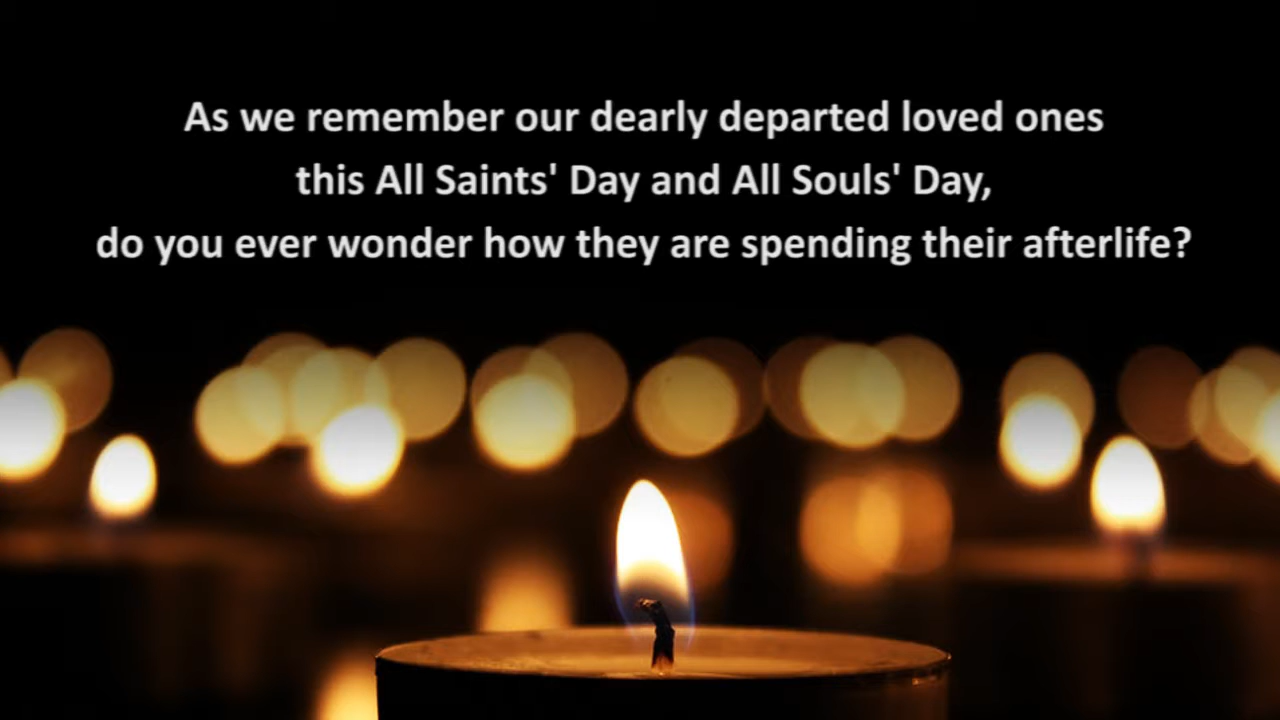 As we remember our dearly departed loved ones
this All Saints' Day and All Souls' Day,
do you ever wonder how they are spending their afterlife?